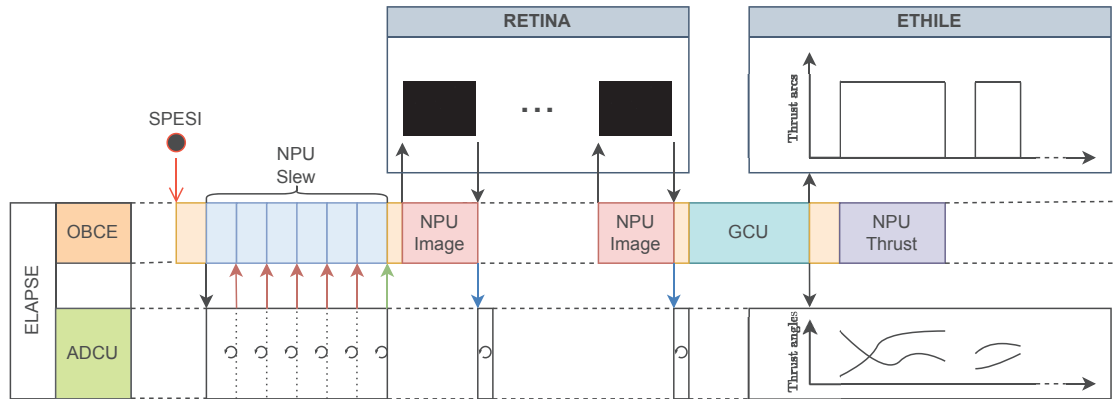 RETINA
ETHILE
Thrust arcs
...
SPESI
NPU
Slew
ELAPSE
OBCE
NPU
Image
NPU
Image
GCU
NPU
Thrust
ADCU
Thrust angles